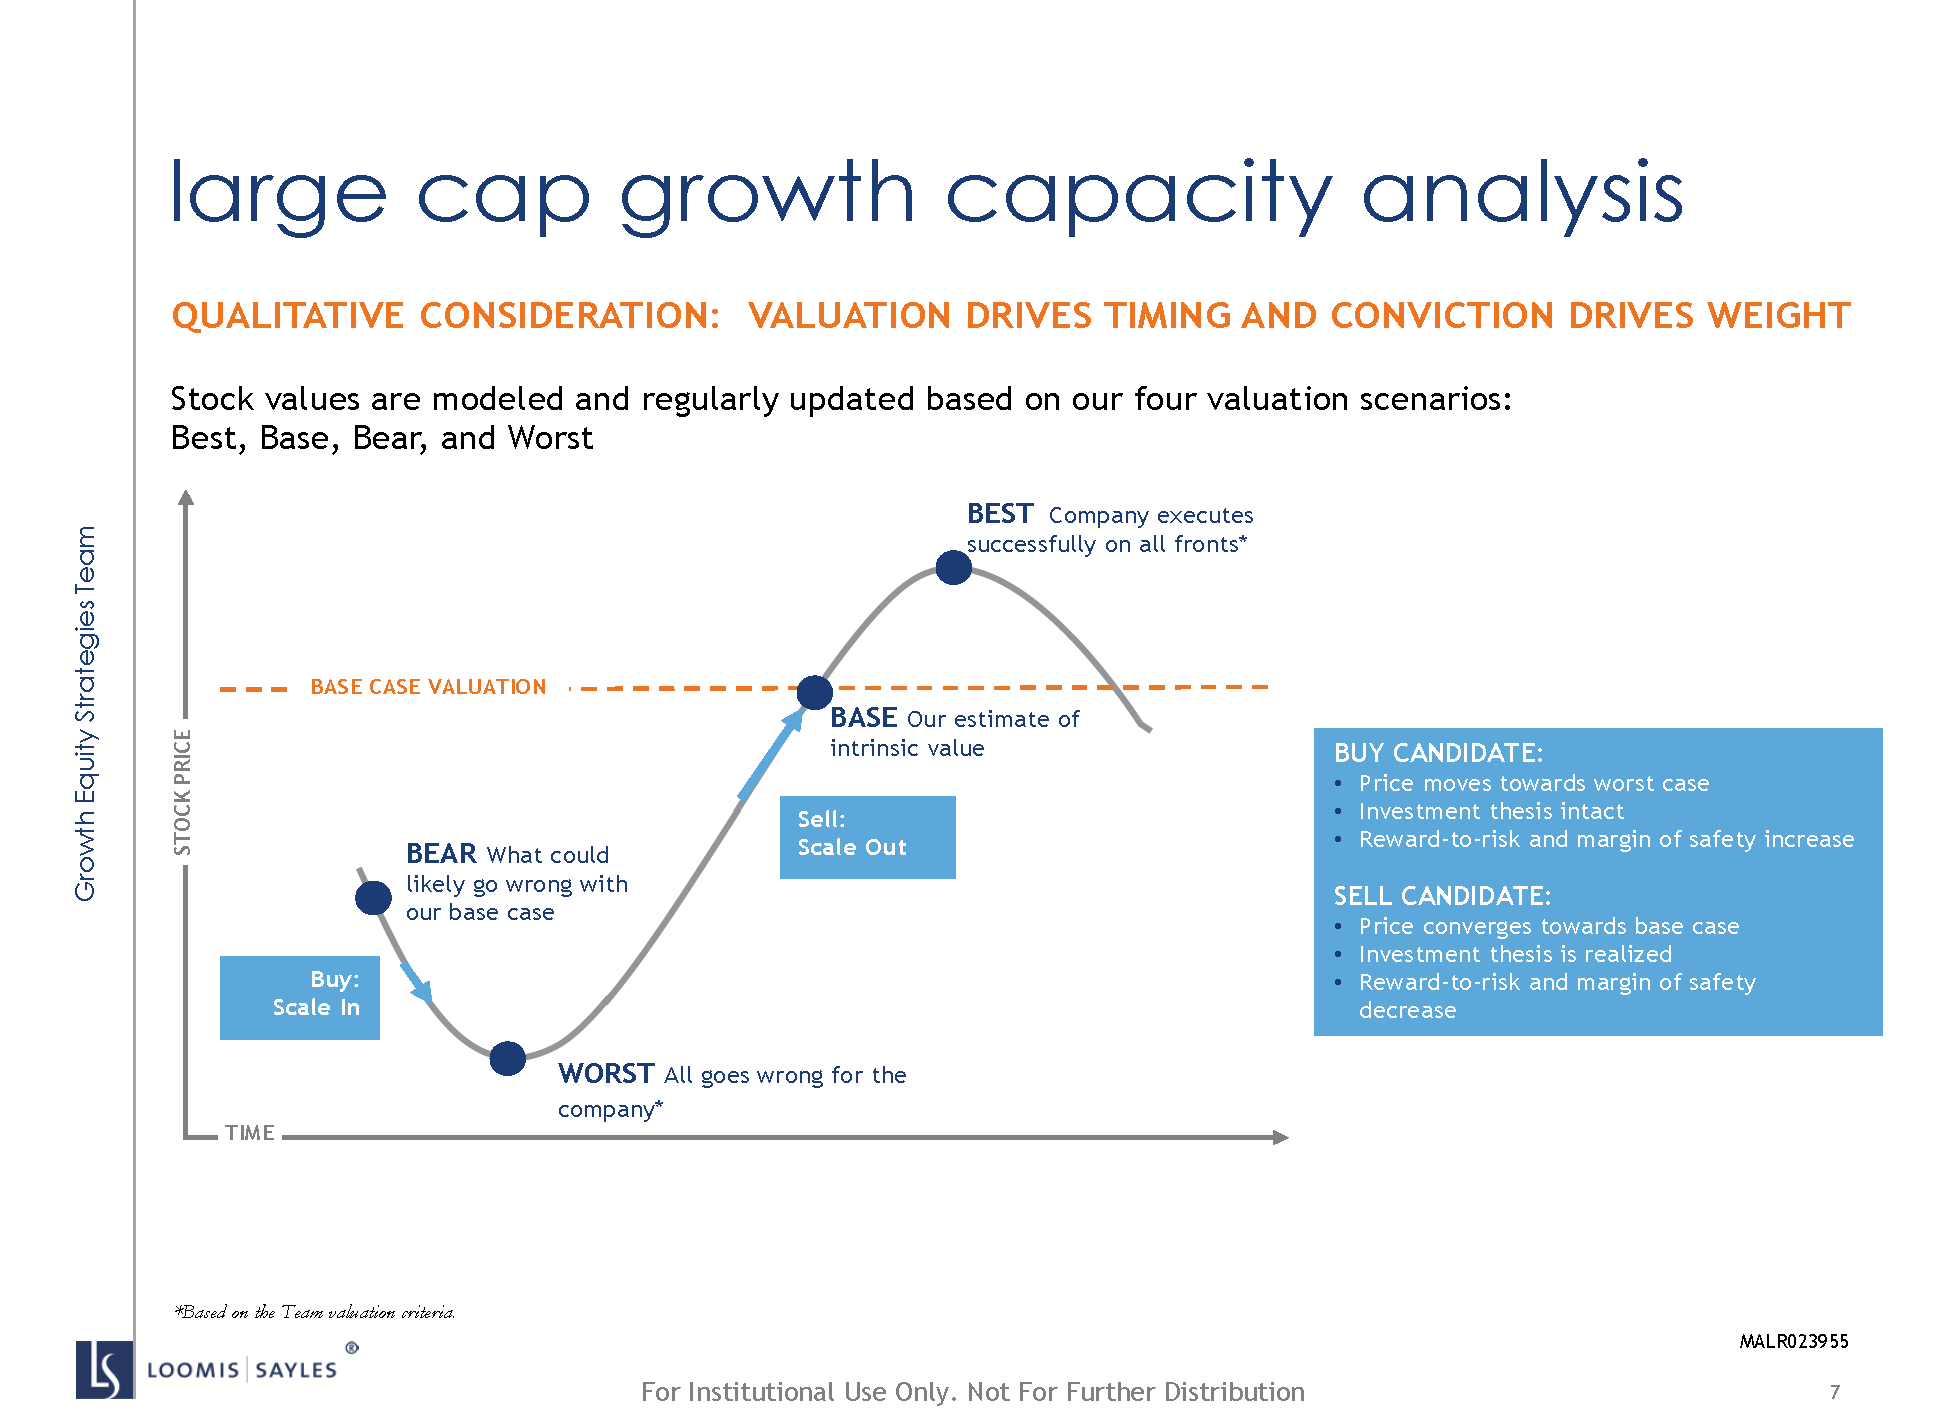 large cap growth capacity analysis
QUALITATIVE CONSIDERATION: VALUATION DRIVES TIMING AND CONVICTION DRIVES WEIGHT
Stock values are modeled and regularly updated based on our four valuation scenarios:
Best, Base, Bear, and Worst
Growth Equity Strategies Team
STOCK PRICE
BEST Company executes
successfully on all fronts*
BASE CASE VALUATION
BASE Our estimate of
intrinsic value
Sell:
Scale Out
BEAR What could
likely go wrong with
our base case
Buy:
Scale In
WORST All goes wrong for the
company*
TIME
BUY CANDIDATE:
• Price moves towards worst case
• Investment thesis intact
• Reward-to-risk and margin of safety increase
SELL CANDIDATE:
• Price converges towards base case
• Investment thesis is realized
• Reward-to-risk and margin of safety
decrease
*Based on the Team valuation criteria.
MALR023955
LS LOOMIS | SAYLES ®
For Institutional Use Only. Not For Further Distribution
7